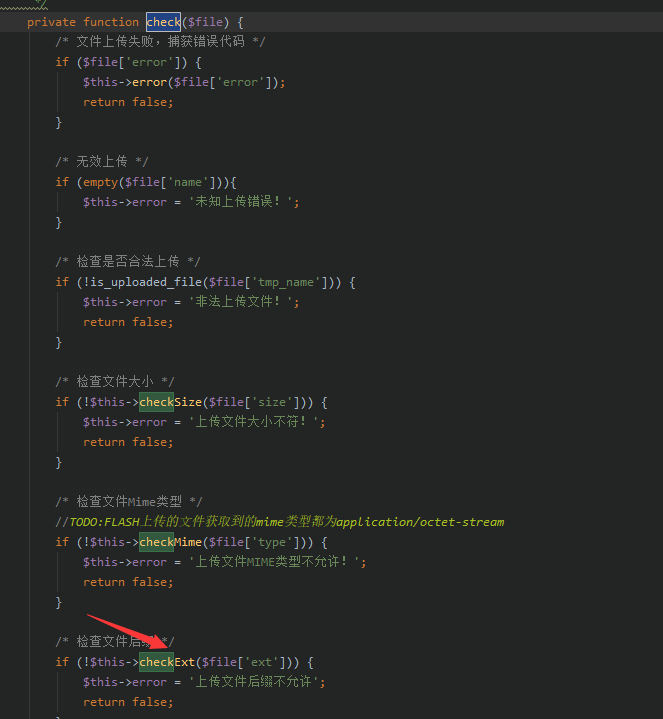 */
private function check($file) {
/* 文件上传失败，捕获错误代码 */
if ($file['error']) {
$this->error($file['error']);
return false;
}
/* 无效上传 */
if (empty($file['name'])){
$this->error = '未知上传错误！';
}
/* 检查是否合法上传 */
if (!is_uploaded_file($file['tmp_name'])) {
$this->error = '非法上传文件！';
return false;
}
/* 检查文件大小 */
if (!$this->checkSize($file['size'])) {
$this->error = '上传文件大小不符！';
return false;
}
/* 检查文件Mime类型 */
//TODO:FLASH上传的文件获取到的mime类型都为application/octet-stream
if (!$this->checkMime($file['type'])) {
$this->error = '上传文件MIME类型不允许！';
return false;
}
/* 检查文件后缀 */
if (!$this->checkExt($file['ext'])) {
$this->error = '上传文件后缀不允许';
return false;